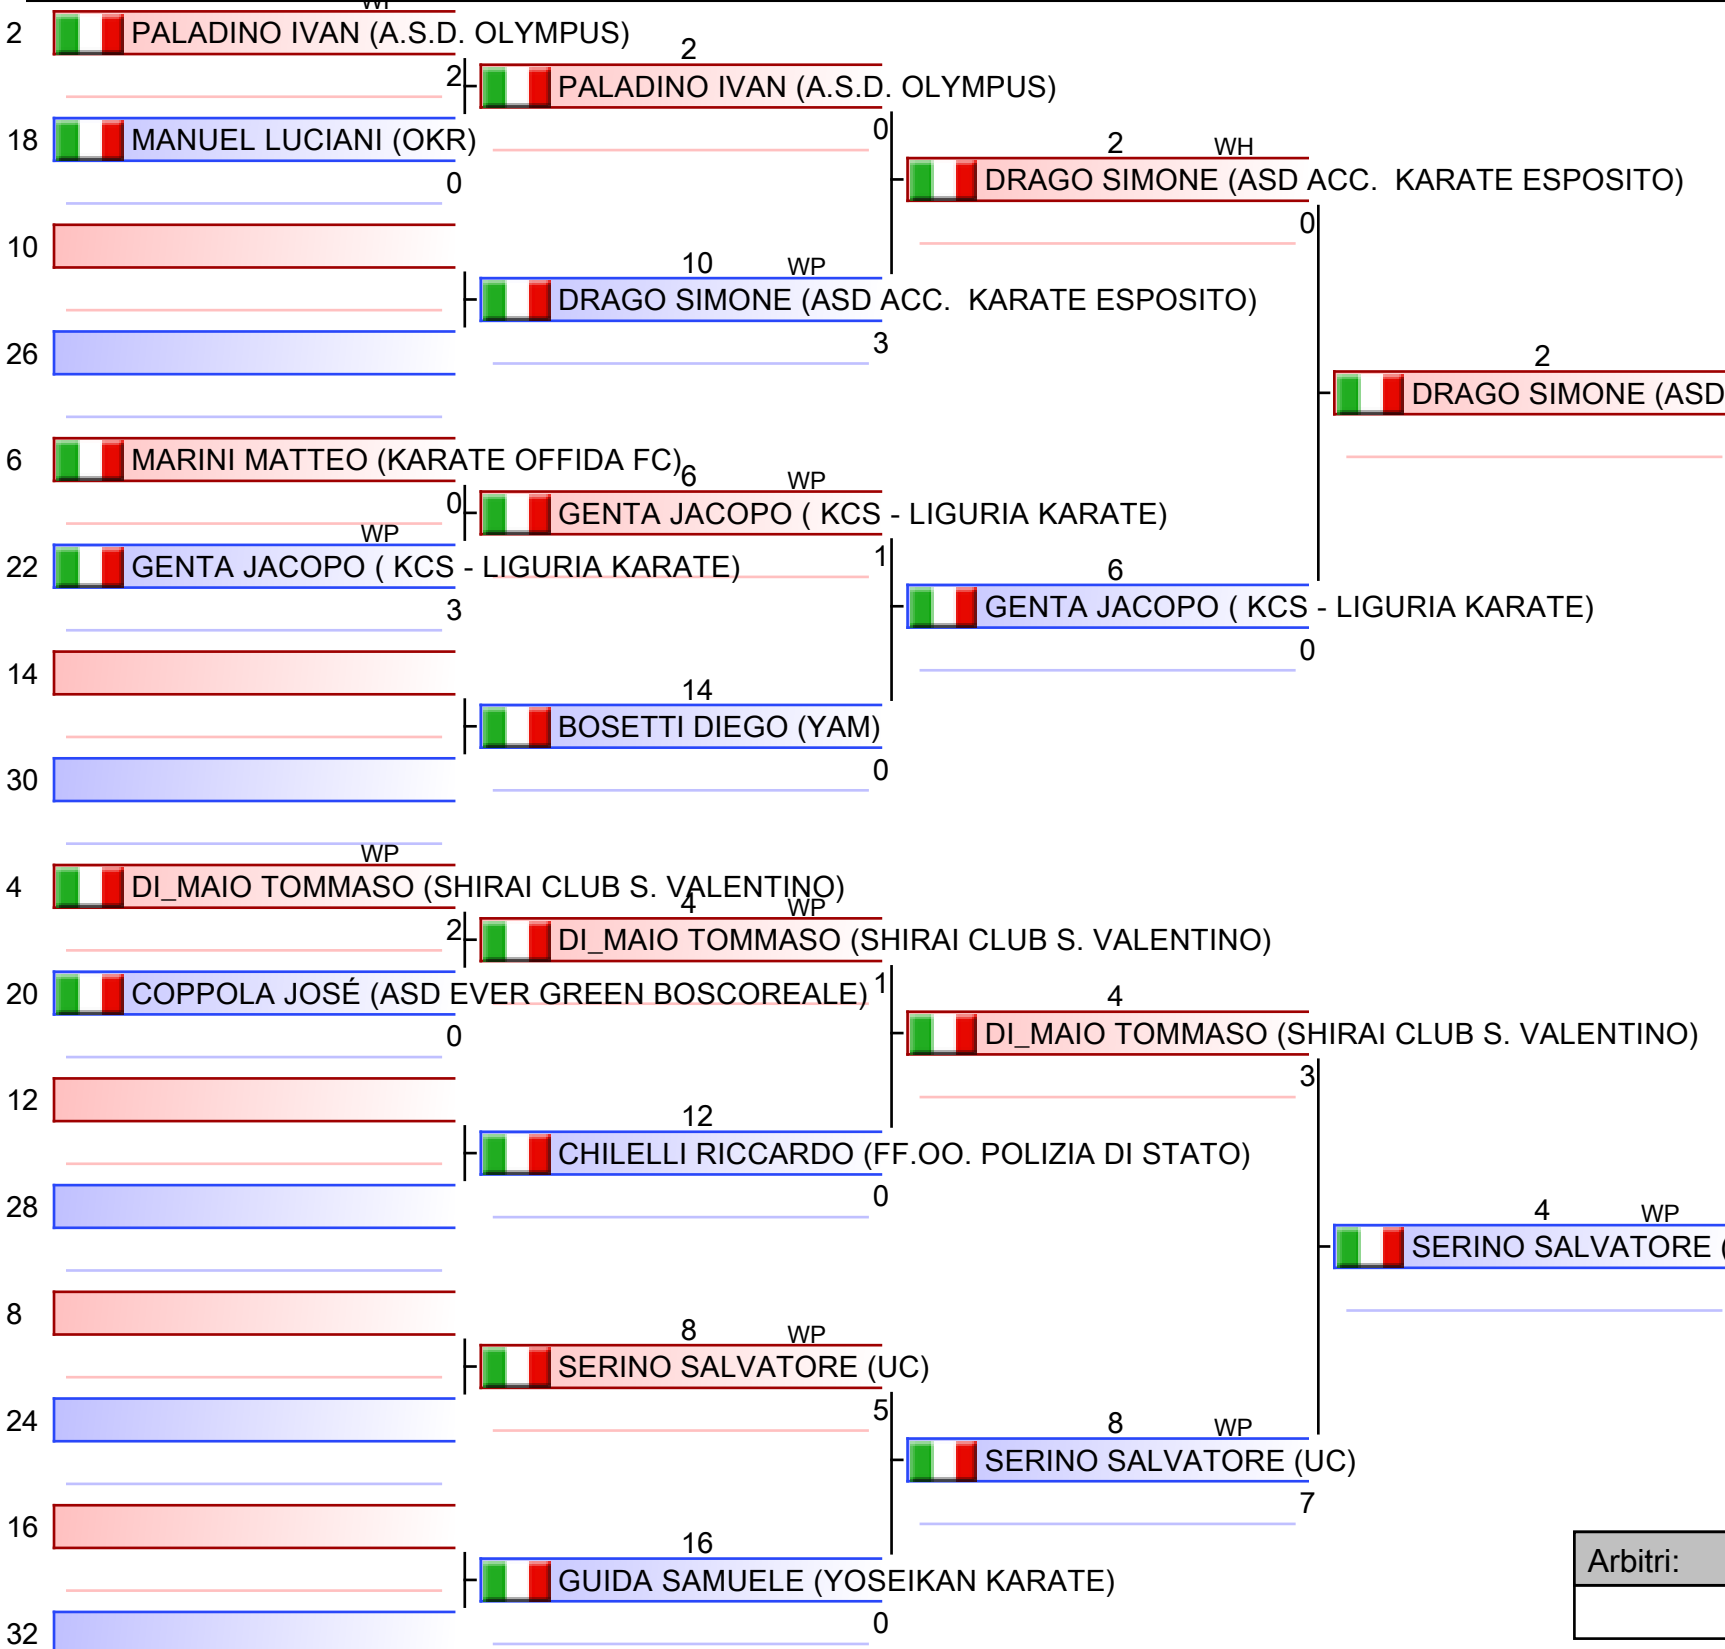 2 PALADINO IVAN (A.S.D. OLYMPUS)
2
18 MANUEL LUCIANI (OKR)
0
10
26
6 MARINI MATTEO (KARATE OFFIDA FC)
0
WP
22 GENTA JACOPO ( KCS - LIGURIA KARATE)
3
14
30
WP
4 DI_MAIO TOMMASO (SHIRAI CLUB S. VALENTINO)
2
20 COPPOLA JOSÉ (ASD EVER GREEN BOSCOREALE)
0
12
28
8
24
16
32
2
PALADINO IVAN (A.S.D. OLYMPUS)
0
10 WP
DRAGO SIMONE (ASD ACC.  KARATE ESPOSITO)
3
6 WP
GENTA JACOPO ( KCS - LIGURIA KARATE)
1
14
BOSETTI DIEGO (YAM)
0
4 WP
DI_MAIO TOMMASO (SHIRAI CLUB S. VALENTINO)
1
12
CHILELLI RICCARDO (FF.OO. POLIZIA DI STATO)
0
8 WP
SERINO SALVATORE (UC)
5
16
GUIDA SAMUELE (YOSEIKAN KARATE)
0
2 WH
DRAGO SIMONE (ASD ACC.  KARATE ESPOSITO)
0
6
GENTA JACOPO ( KCS - LIGURIA KARATE)
0
4
DI_MAIO TOMMASO (SHIRAI CLUB S. VALENTINO)
3
8 WP
SERINO SALVATORE (UC)
7
2
DRAGO SIMONE (ASD
4 WP
SERINO SALVATORE (
Arbitri: